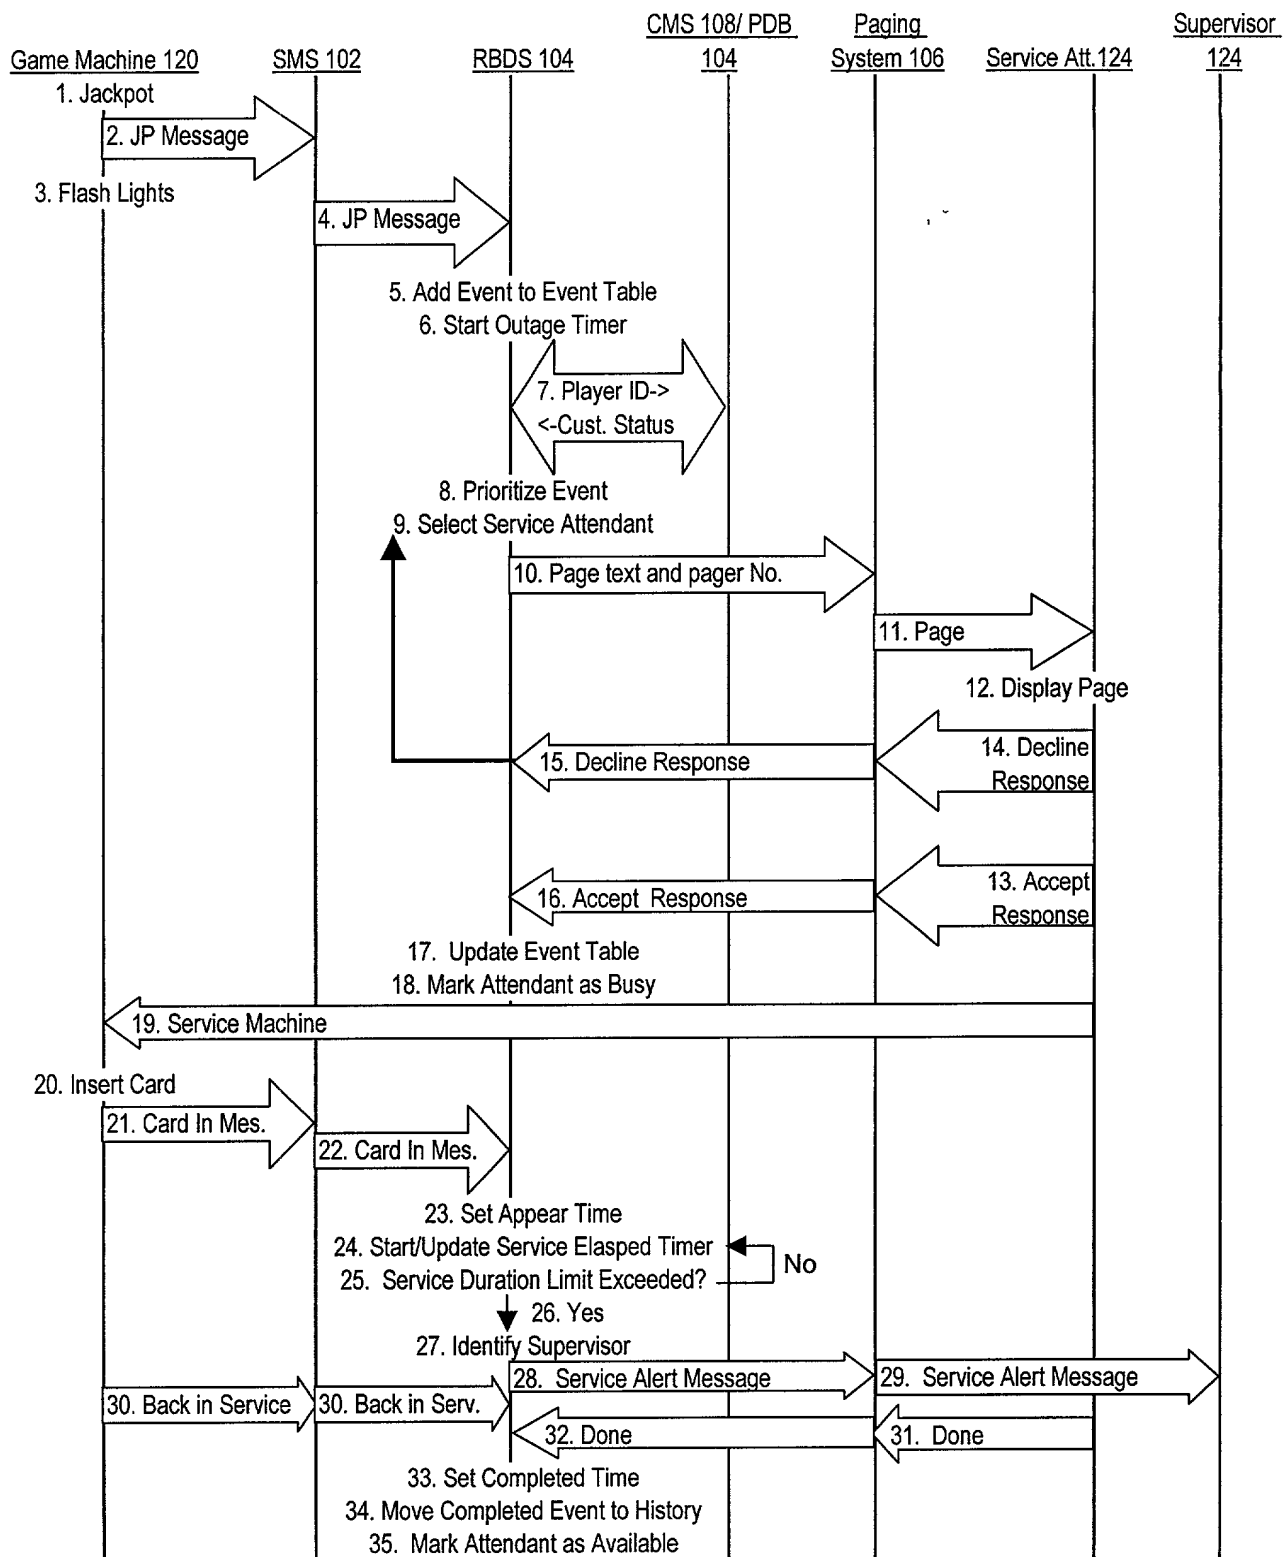 CMS 108/ PDB Paging Supervisor
Game Machine 120 SMS 102 RBDS 104 104 System 106 Service Att.124 124
1. Jackpot
2. JP Message
3. Flash Lights
4. JP Message
5. Add Event to Event Table
6. Start Outage Timer
7. Player ID->
<-Cust. Status
8. Prioritize Event
9. Select Service Attendant
10. Page text and pager No.
11. Page
12. Display Page
14. Decline
15. Decline Response
Response
13. Accept
16. Accept Response
Response
17. Update Event Table
18. Mark Attendant as Busy
19. Service Machine
20. Insert Card
21. Card In Mes.
22. Card In Mes.
23. Set Appear Time
24. Start/Update Service Elasped Timer
No
25. Service Duration Limit Exceeded?
26. Yes
27. Identify Supervisor
28. Service Alert Message 29. Service Alert Message
30. Back in Service 30. Back in Serv.
32. Done 31. Done
33. Set Completed Time
34. Move Completed Event to History
35. Mark Attendant as Available